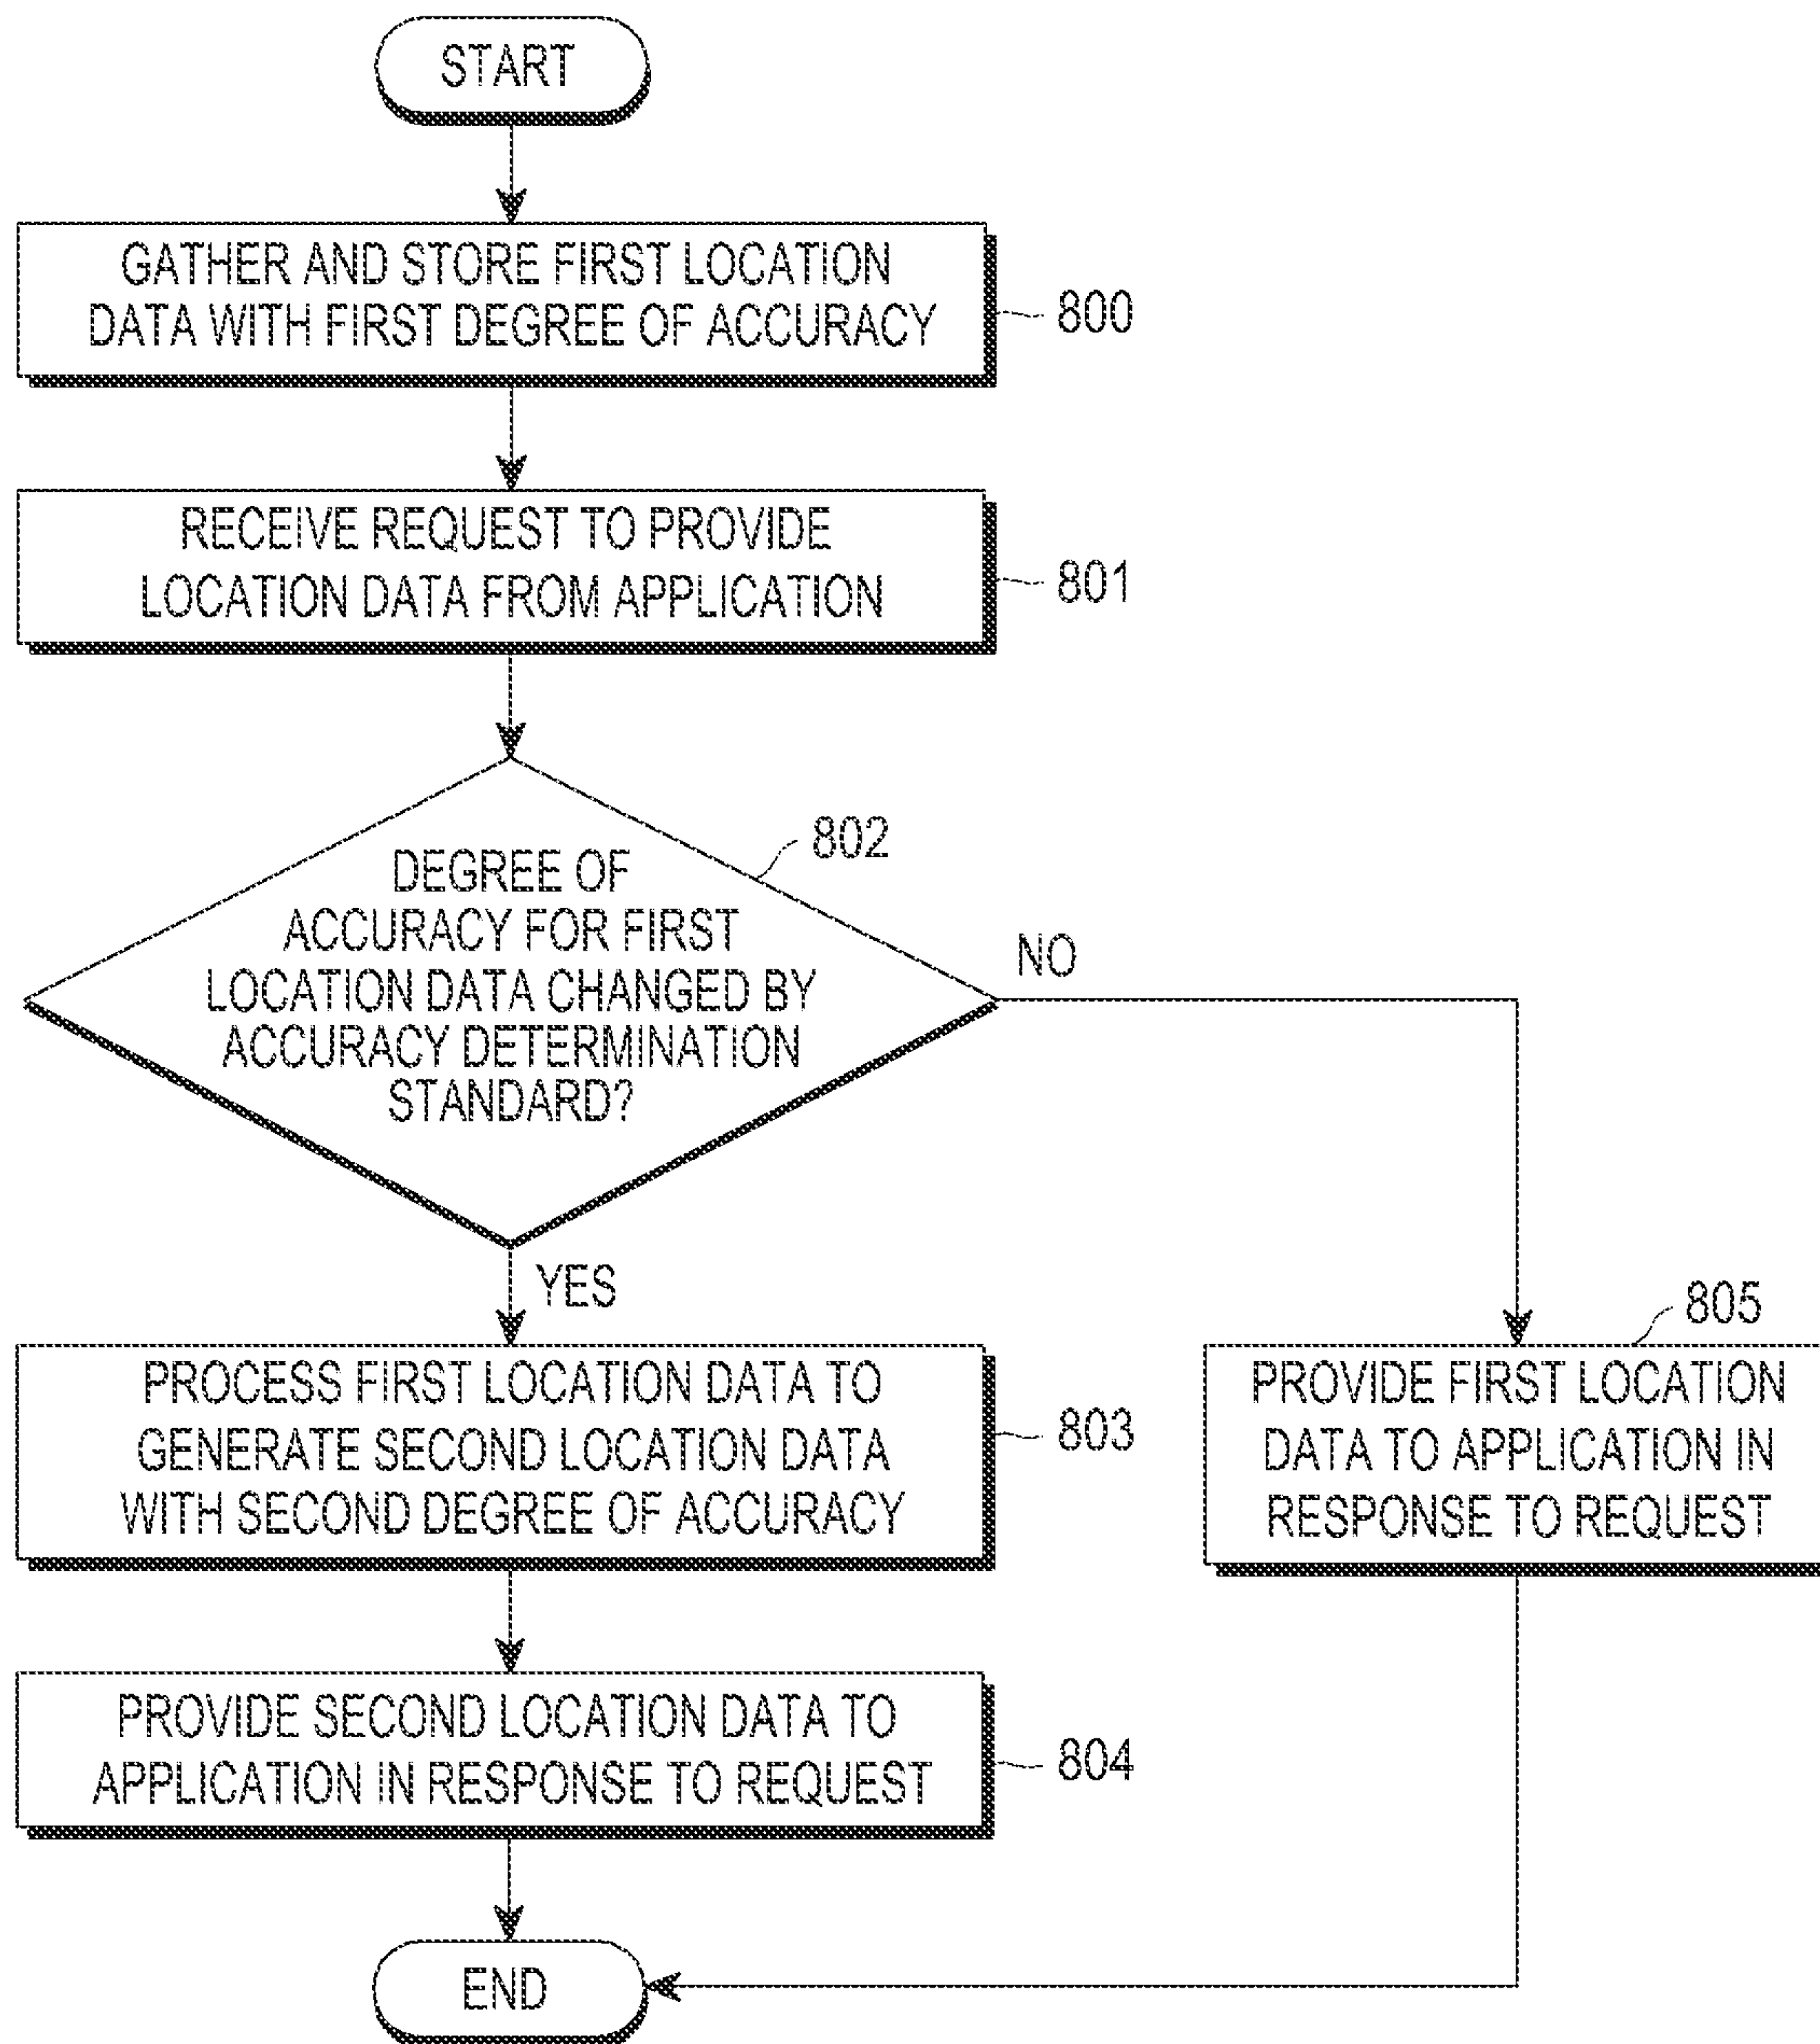 START
GATHER AND STORE FIRST LOCATION
DATA WITH FIRST DEGREE OF ACCURACY
800
RECEIVE REQUEST TO PROVIDE
LOCATION DATA FROM APPLICATION
801
802
DEGREE OF
ACCURACY FOR FIRST
LOCATION DATA CHANGED BY
ACCURACY DETERMINATION
STANDARD?
NO
YES
PROCESS FIRST LOCATION DATA TO
GENERATE SECOND LOCATION DATA
WITH SECOND DEGREE OF ACCURACY
803
805
PROVIDE FIRST LOCATION
DATA TO APPLICATION IN
RESPONSE TO REQUEST
PROVIDE SECOND LOCATION DATA TO
APPLICATION IN RESPONSE TO REQUEST
804
END